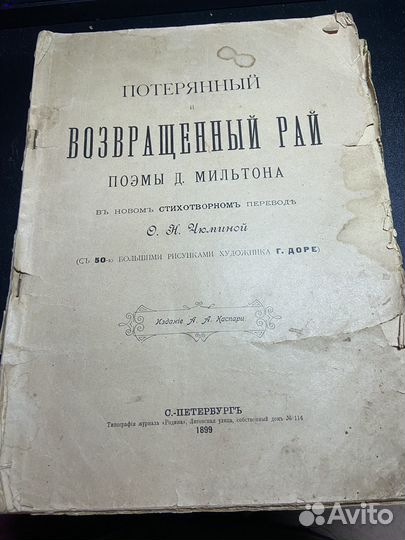 ПОТЕРЯННЫЙ
И
ВОЗВРАЩЕННЫЙ РАЙ
ПОЭМЫ Д. МИЛЬТОНА
ВЪ НОВОМЪ СТИХОТВОРНОМЪ ПЕРЕВОДѢ
О. Н. Чюминой
(СЪ 50-ю БОЛЬШИМИ РИСУНКАМИ ХУДОЖНИКА Г. ДОРЕ)
Изданіе А. А. Каспари
С.-ПЕТЕРБУРГЪ
Типографія журнала «Родина», Лиговская улица, собственный домъ № 114
1899
Avito